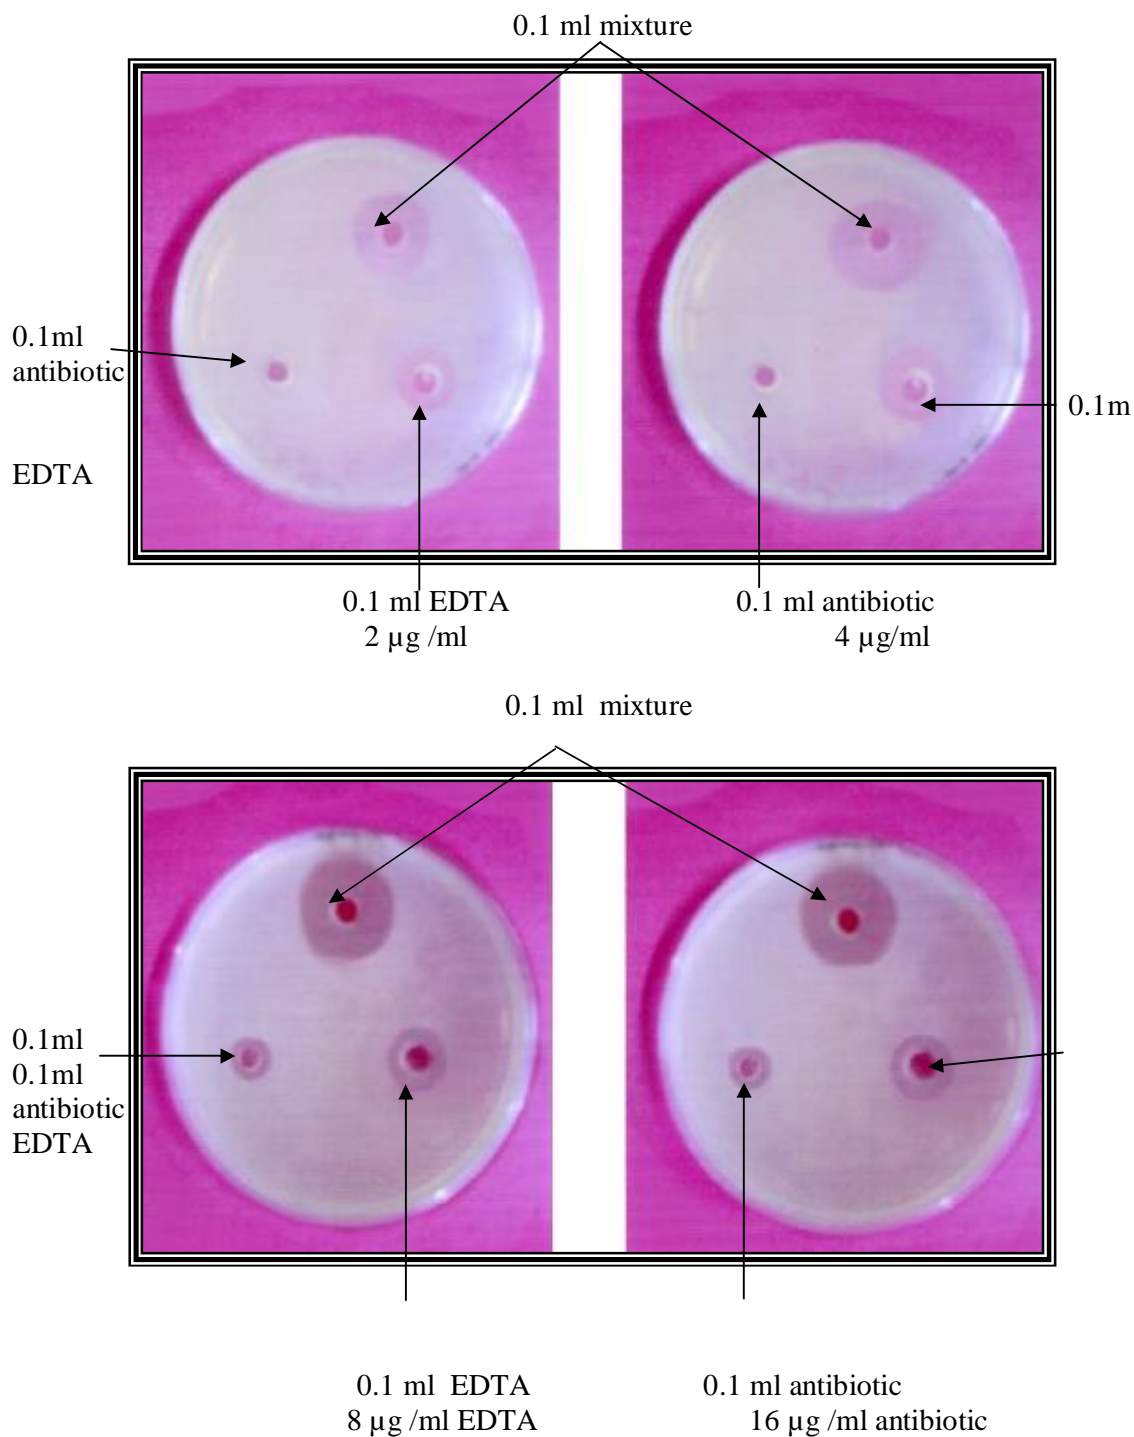 0.1 ml mixture
0.1ml
antibiotic
EDTA
0.1m
0.1 ml EDTA
2 µg /ml
0.1 ml antibiotic
4 µg/ml
0.1 ml mixture
0.1ml
0.1ml
antibiotic
EDTA
0.1 ml EDTA
8 µg /ml EDTA
0.1 ml antibiotic
16 µg /ml antibiotic